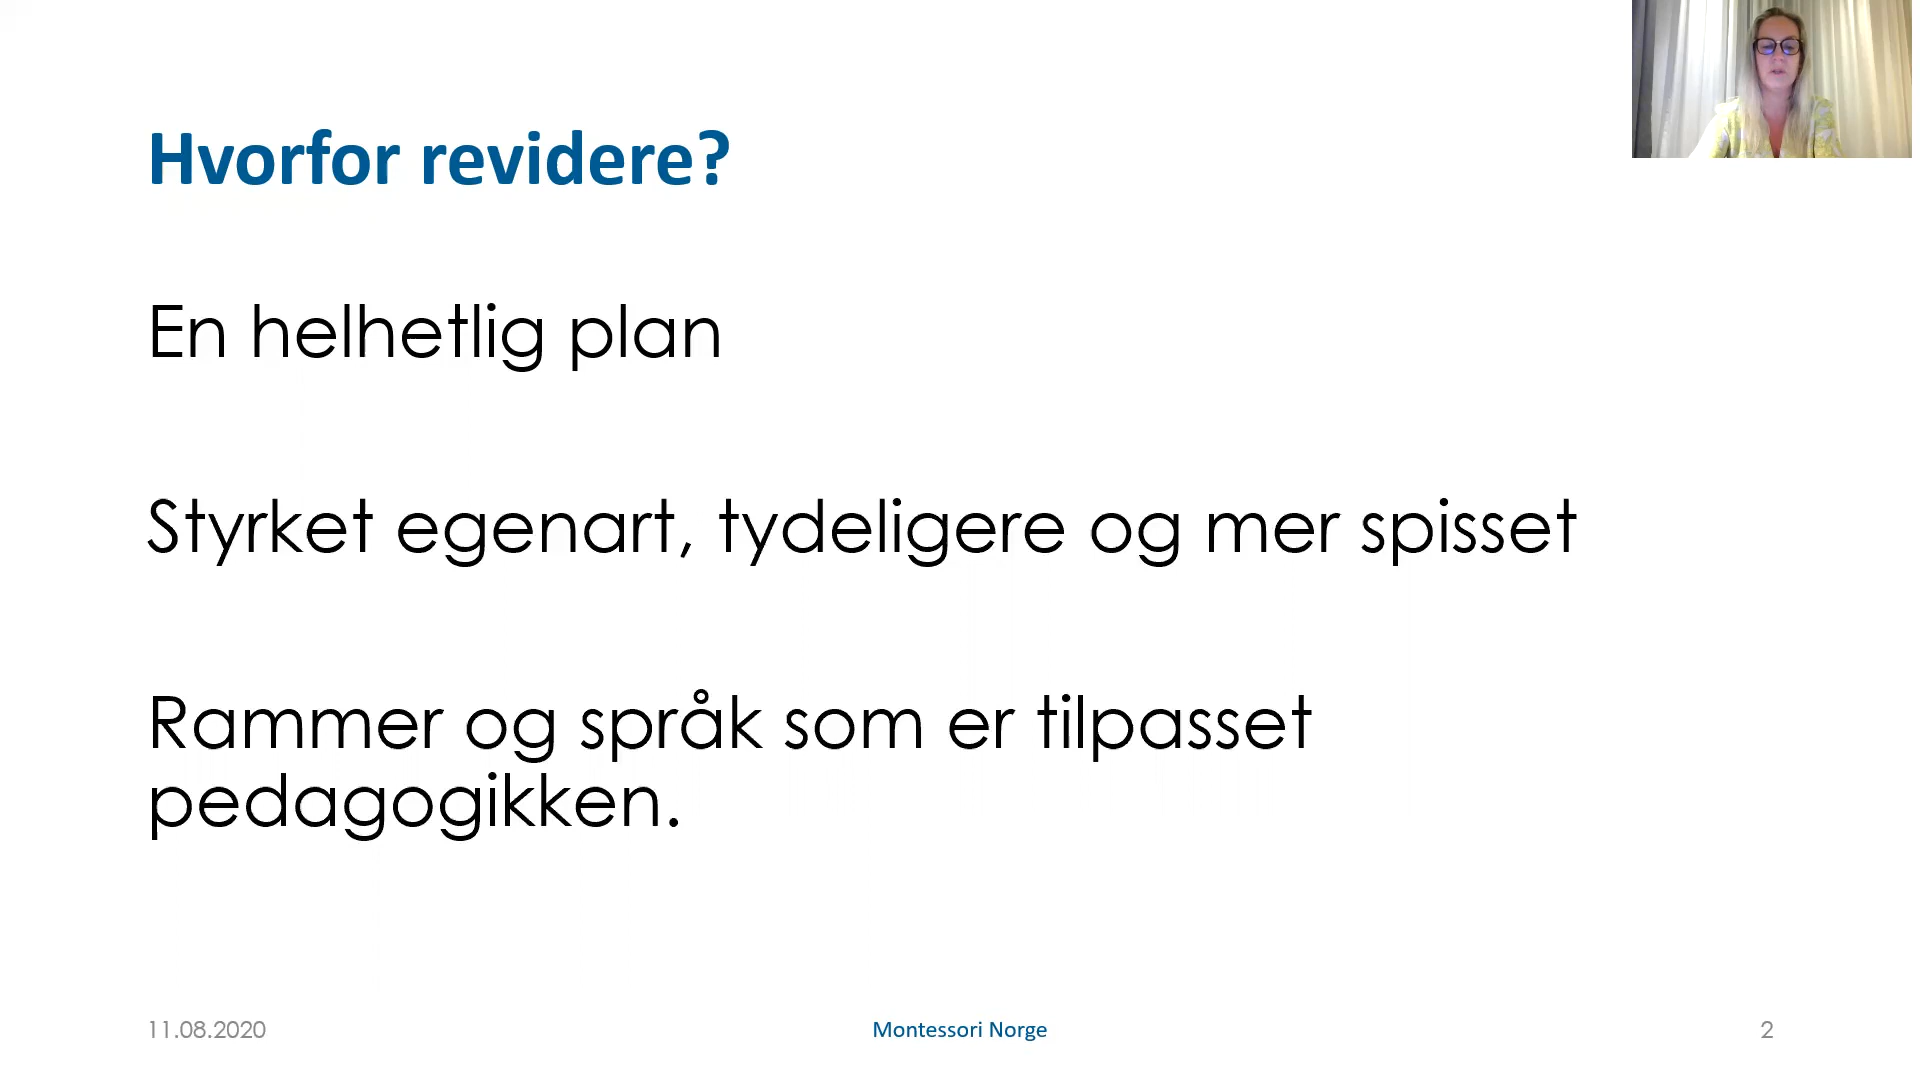 Hvorfor revidere?
En helhetlig plan
Styrket egenart, tydeligere og mer spisset
Rammer og språk som er tilpasset
pedagogikken.
11.08.2020
Montessori Norge
2